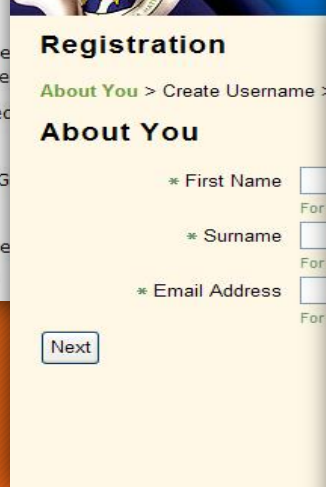 Registration
About You > Create Username >
About You
* First Name
For
* Surname
For
* Email Address
For
Next